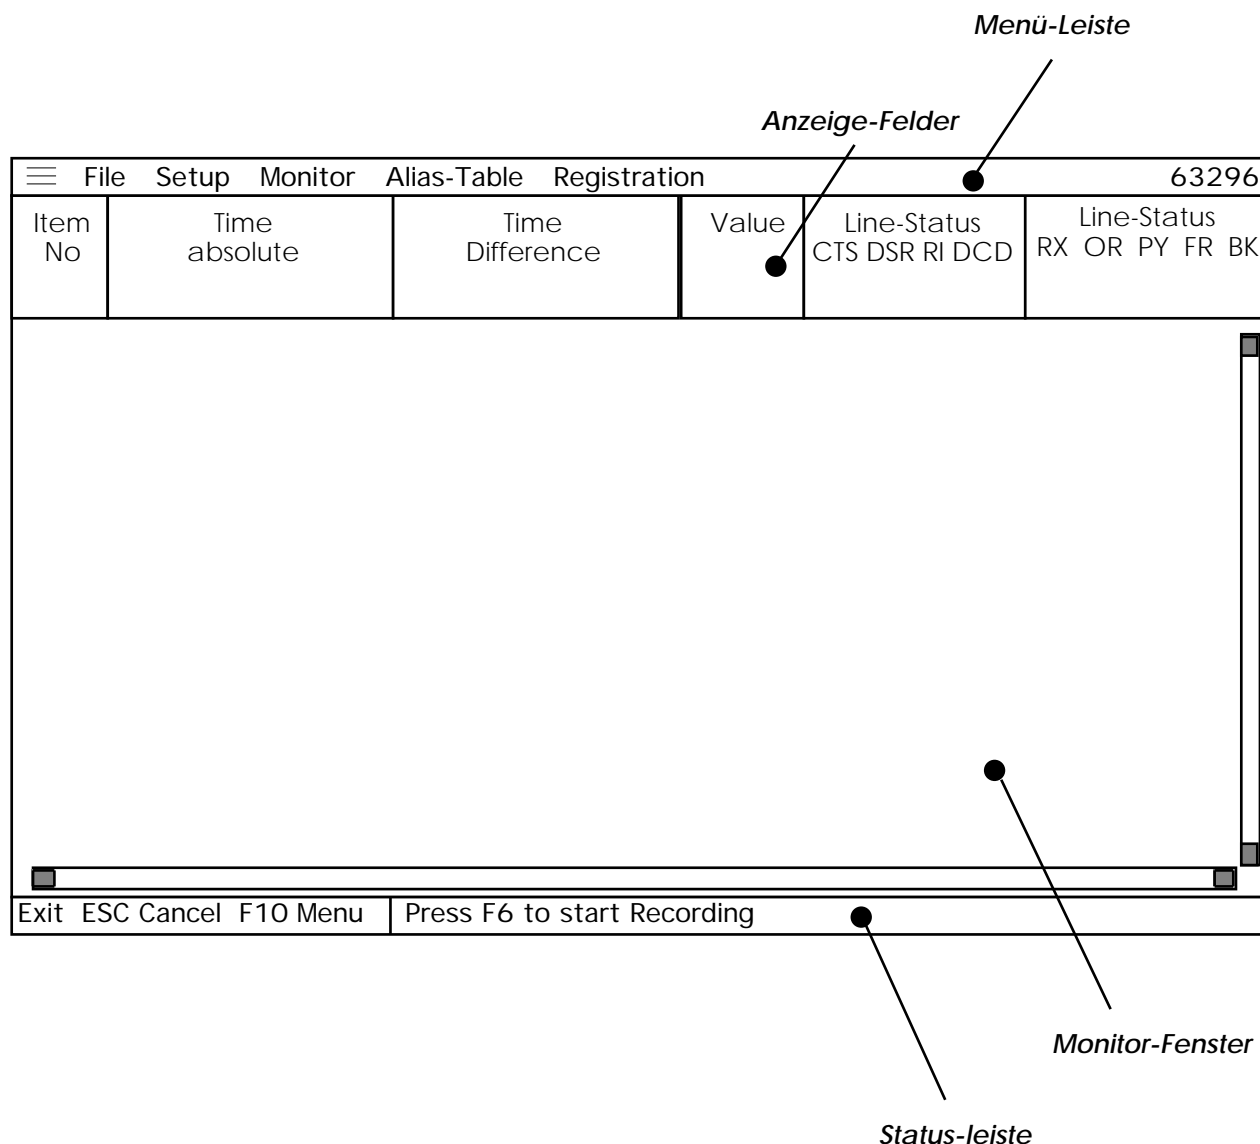 Menü-Leiste
Anzeige-Felder
File Setup Monitor Alias-Table Registration 63296
Item No
Time absolute
Time Difference
Value
Line-Status
CTS DSR RI DCD
Line-Status
RX OR PY FR BK
Exit ESC Cancel F10 Menu Press F6 to start Recording
Monitor-Fenster
Status-leiste